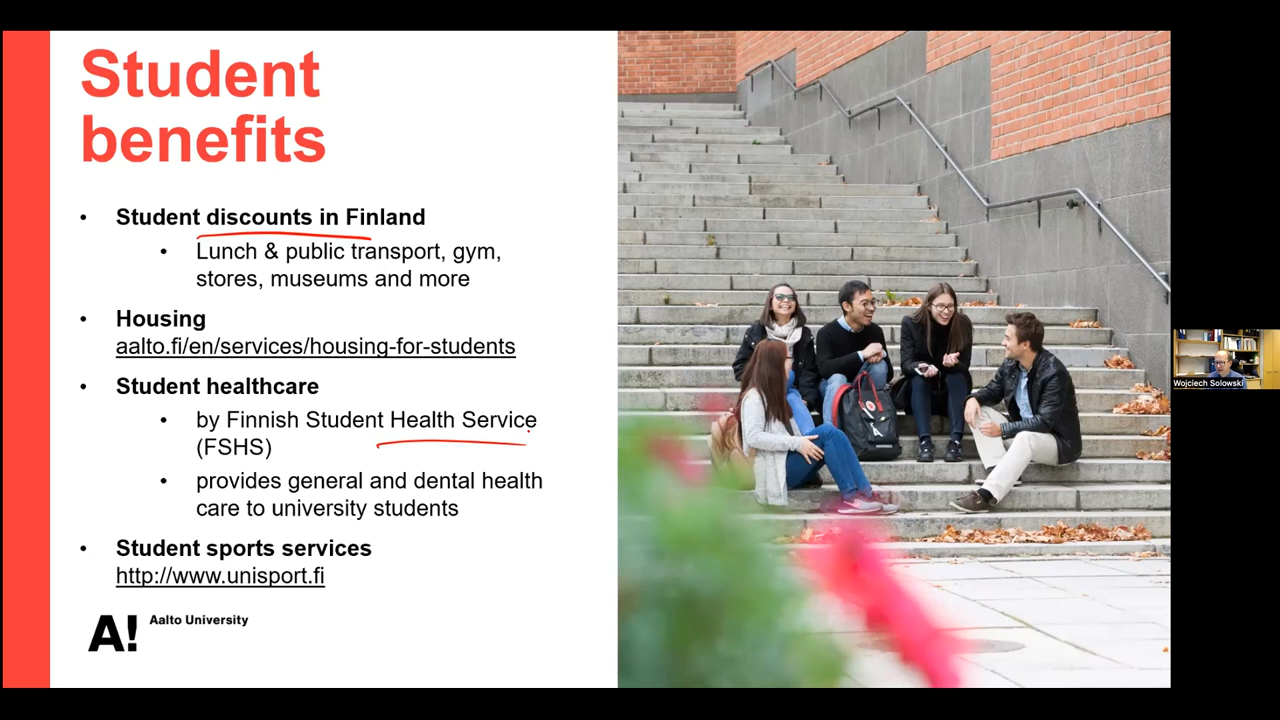 Student
benefits
• Student discounts in Finland
• Lunch & public transport, gym,
stores, museums and more
• Housing
aalto.fi/en/services/housing-for-students
• Student healthcare
• by Finnish Student Health Service
(FSHS)
• provides general and dental health
care to university students
• Student sports services
http://www.unisport.fi
A! Aalto University
Wojciech Solowski